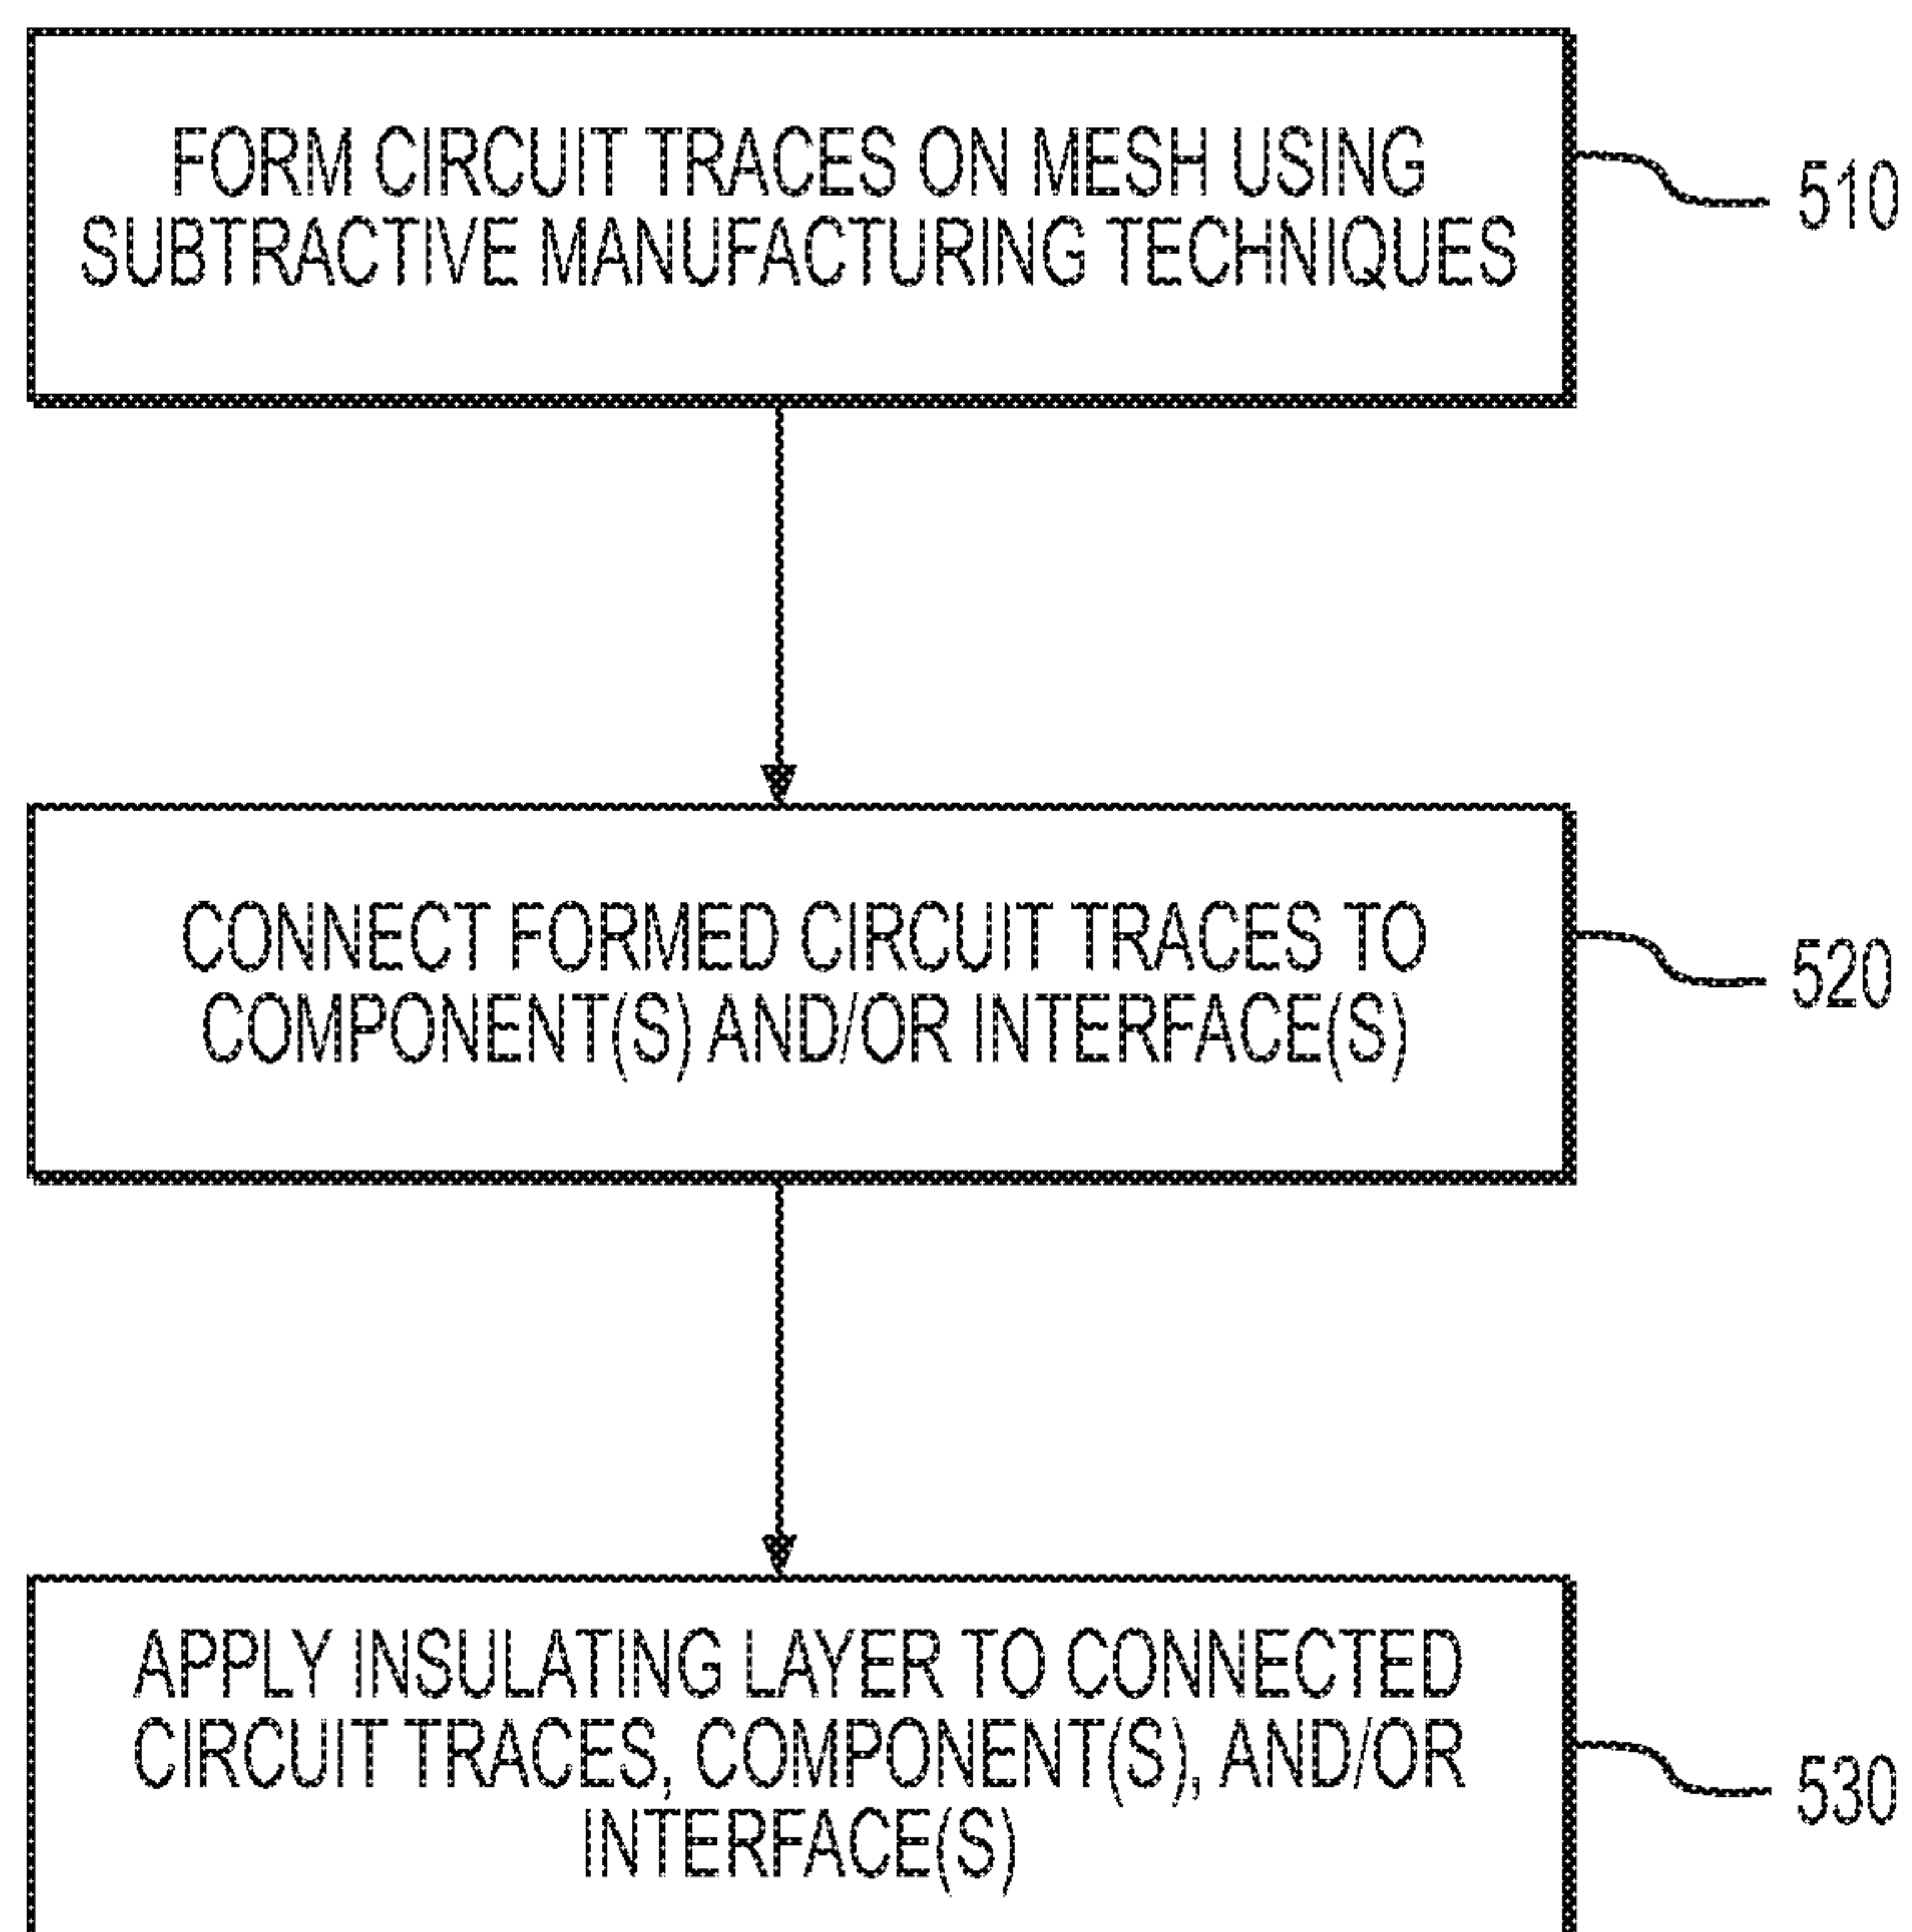 FORM CIRCUIT TRACES ON MESH USING
SUBTRACTIVE MANUFACTURING TECHNIQUES
510
CONNECT FORMED CIRCUIT TRACES TO
COMPONENT(S) AND/OR INTERFACE(S)
520
APPLY INSULATING LAYER TO CONNECTED
CIRCUIT TRACES, COMPONENT(S), AND/OR
INTERFACE(S)
530